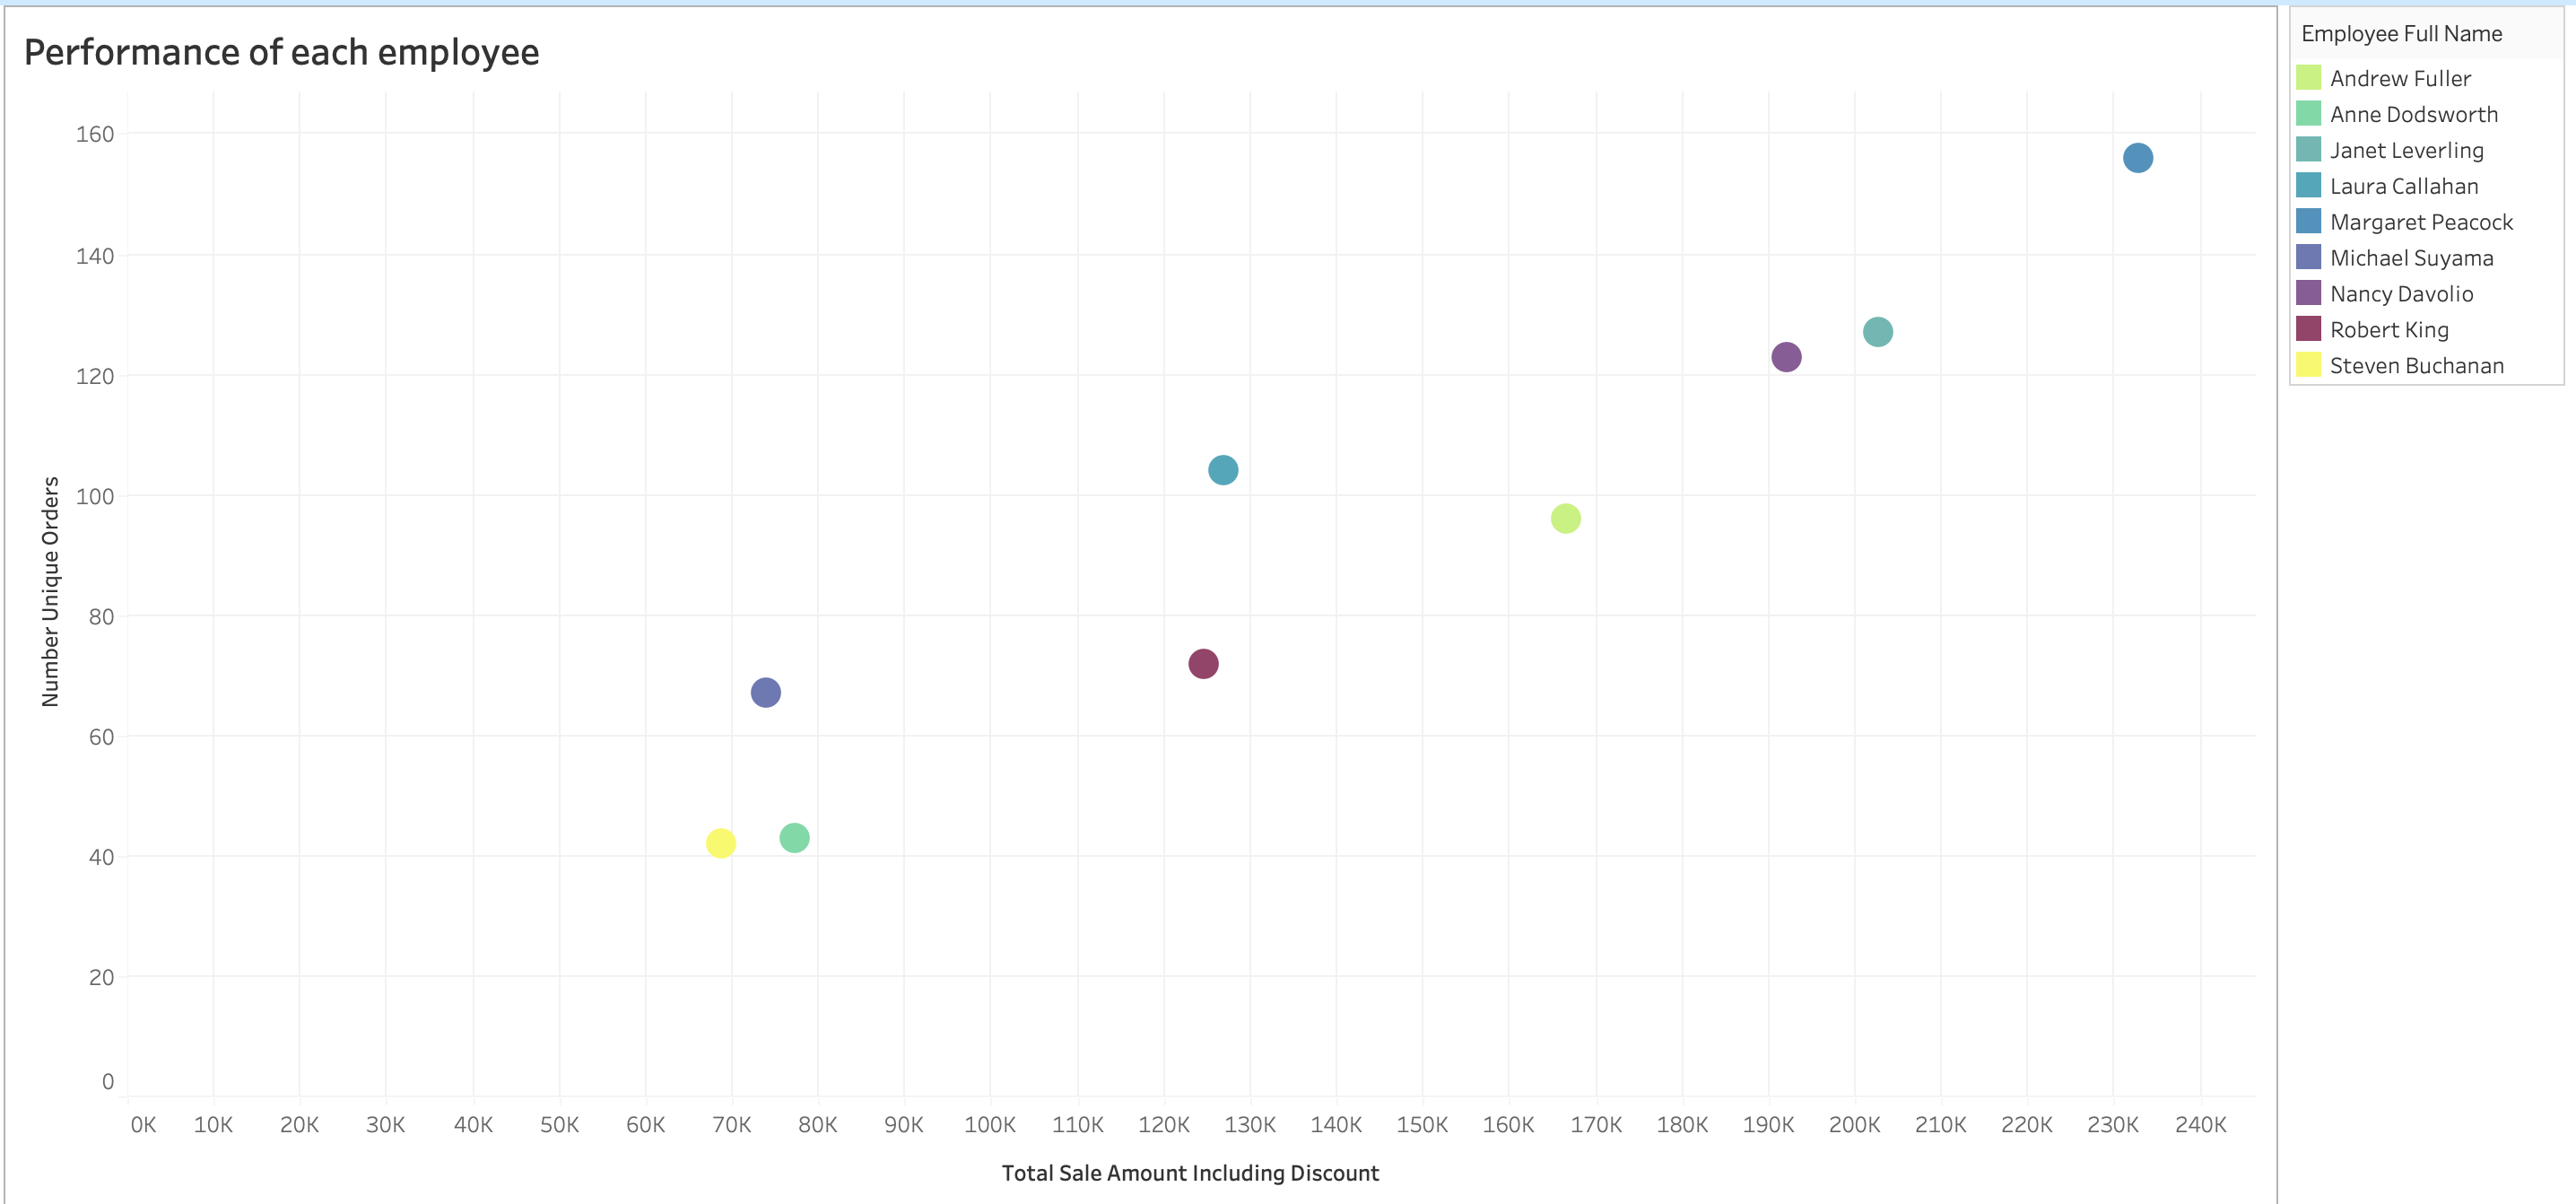 Performance of each employee
160
140
120
100
80
60
40
20
0
Number Unique Orders
0K 10K 20K 30K 40K 50K 60K 70K 80K 90K 100K 110K 120K 130K 140K 150K 160K 170K 180K 190K 200K 210K 220K 230K 240K
Total Sale Amount Including Discount
Employee Full Name
Andrew Fuller
Anne Dodsworth
Janet Leverling
Laura Callahan
Margaret Peacock
Michael Suyama
Nancy Davolio
Robert King
Steven Buchanan